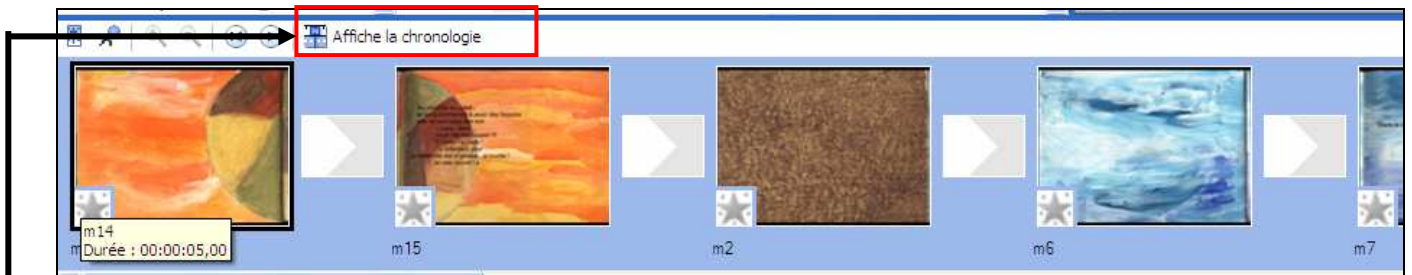 Affiche la chronologie
m14
Durée : 00:00:05,00
m15
m2
m6
m7